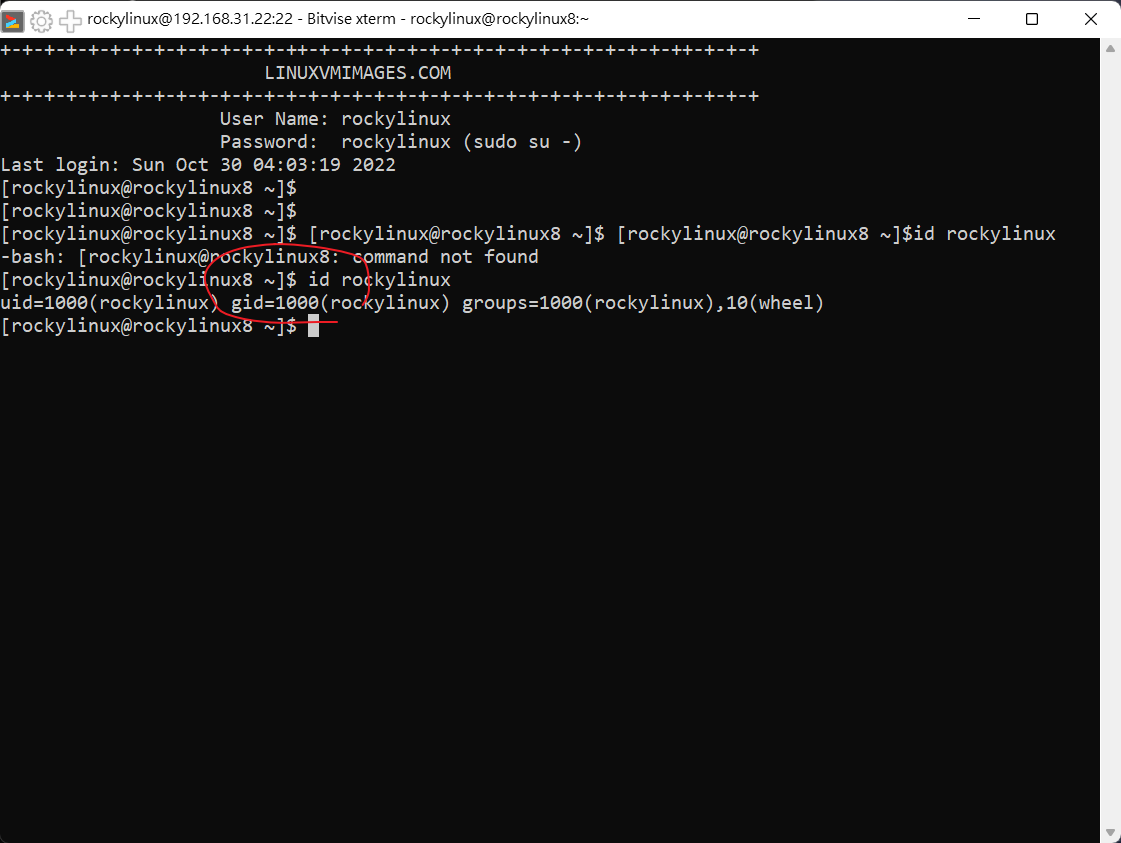 rockylinux@192.168.31.22:22 - Bitvise xterm - rockylinux@rockylinux8:~
+-+-+-+-+-+-+-+-+-+-+-+-+-++-+-+-+-+-+-+-+-+-+-+-+-+-+-+-+-+-++-+-+-+
LINUXVMIMAGES.COM
+-+-+-+-+-+-+-+-+-+-+-+-+-+-+-+-+-+-+-+-+-+-+-+-+-+-+-+-+-+-+-+-+-+-+
User Name: rockylinux
Password:  rockylinux (sudo su -)
Last login: Sun Oct 30 04:03:19 2022
[rockylinux@rockylinux8 ~]$
[rockylinux@rockylinux8 ~]$
[rockylinux@rockylinux8 ~]$ [rockylinux@rockylinux8 ~]$ [rockylinux@rockylinux8 ~]$id rockylinux
-bash: [rockylinux@rockylinux8: command not found
[rockylinux@rockylinux8 ~]$ id rockylinux
uid=1000(rockylinux) gid=1000(rockylinux) groups=1000(rockylinux),10(wheel)
[rockylinux@rockylinux8 ~]$